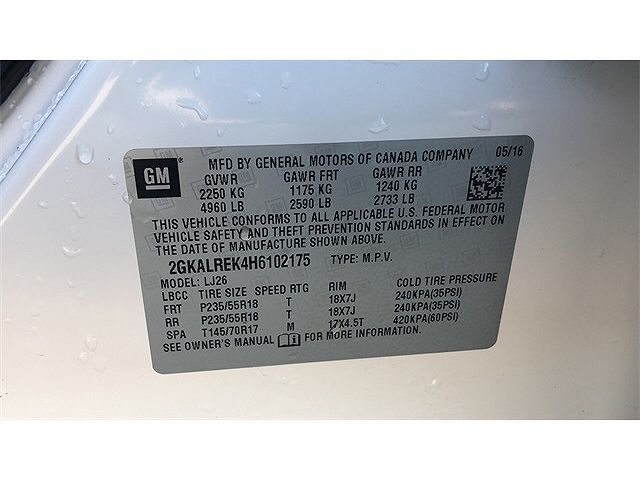 GM MFD BY GENERAL MOTORS OF CANADA COMPANY 05/16
GVWR GAWR FRT GAWR RR
2250 KG 1175 KG 1240 KG
4960 LB 2590 LB 2733 LB
THIS VEHICLE CONFORMS TO ALL APPLICABLE U.S. FEDERAL MOTOR
VEHICLE SAFETY AND THEFT PREVENTION STANDARDS IN EFFECT ON
THE DATE OF MANUFACTURE SHOWN ABOVE.
2GKALREK4H6102175 TYPE: M.P.V.
MODEL: LJ26
LBCC TIRE SIZE SPEED RTG RIM COLD TIRE PRESSURE
FRT P235/55R18 T 18X7J 240KPA(35PSI)
RR P235/55R18 T 18X7J 240KPA(35PSI)
SPA T145/70R17 M 17X4.5T 420KPA(60PSI)
SEE OWNER'S MANUAL FOR MORE INFORMATION.